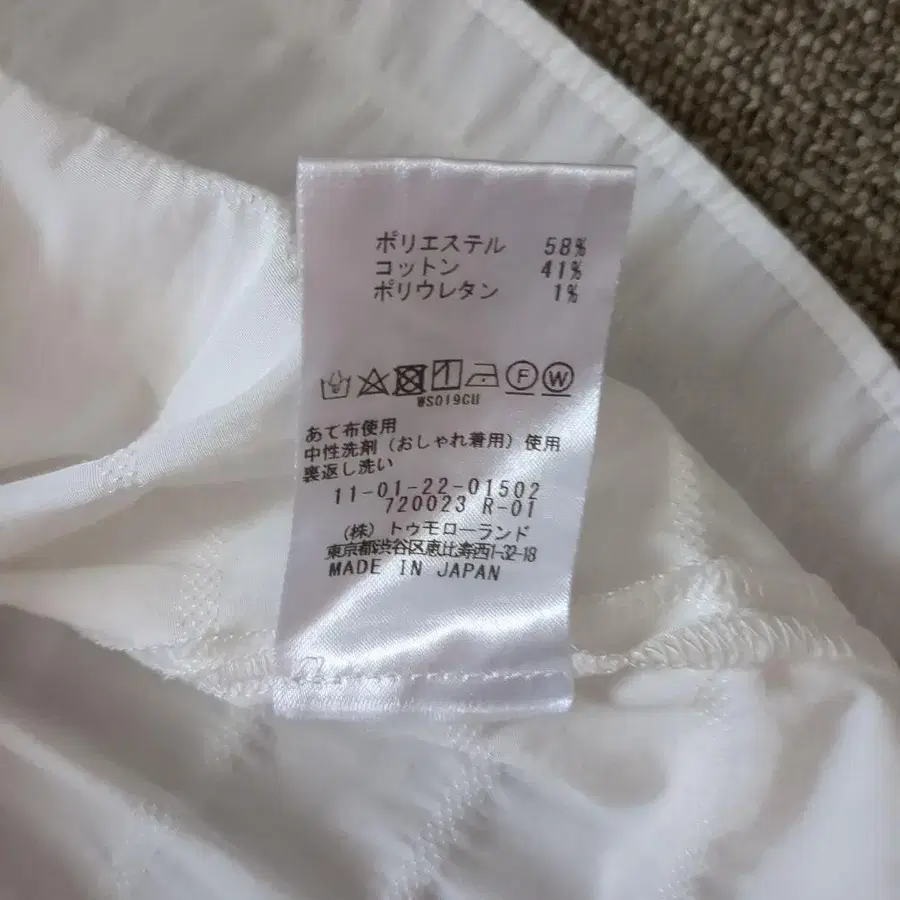 ポリエステル 58%
コットン 41%
ポリウレタン 1%
F W
WS019CU
あて布使用
中性洗剤（おしゃれ着用）使用
裏返し洗い
11-01-22-01502
720023 R-01
（株）トゥモローランド
東京都渋谷区恵比寿西1-32-18
MADE IN JAPAN